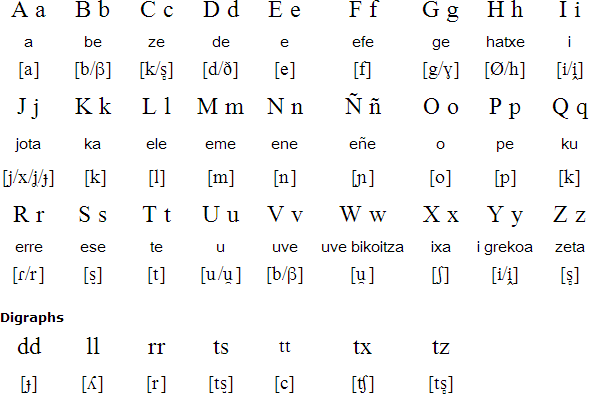 A a B b C c D d E e F f G g H h I i
a be ze de e efe ge hatxe i
[a] [b/β] [k/s̻] [d/ð] [e] [f] [g/ɣ] [Ø/h] [i/i̯]
J j K k L l M m N n Ñ ñ O o P p Q q
jota ka ele eme ene eñe o pe ku
[j/x/ʝ/ɟ] [k] [l] [m] [n] [ɲ] [o] [p] [k]
R r S s T t U u V v W w X x Y y Z z
erre ese te u uve uve bikoitza ixa i grekoa zeta
[ɾ/r] [s̺] [t] [u/u̯] [b/β] [u̯] [ʃ] [i/i̯] [s̻]
Digraphs
dd ll rr ts tt tx tz
[ɟ] [ʎ] [r] [ts̺] [c] [ʧ] [ts̻]